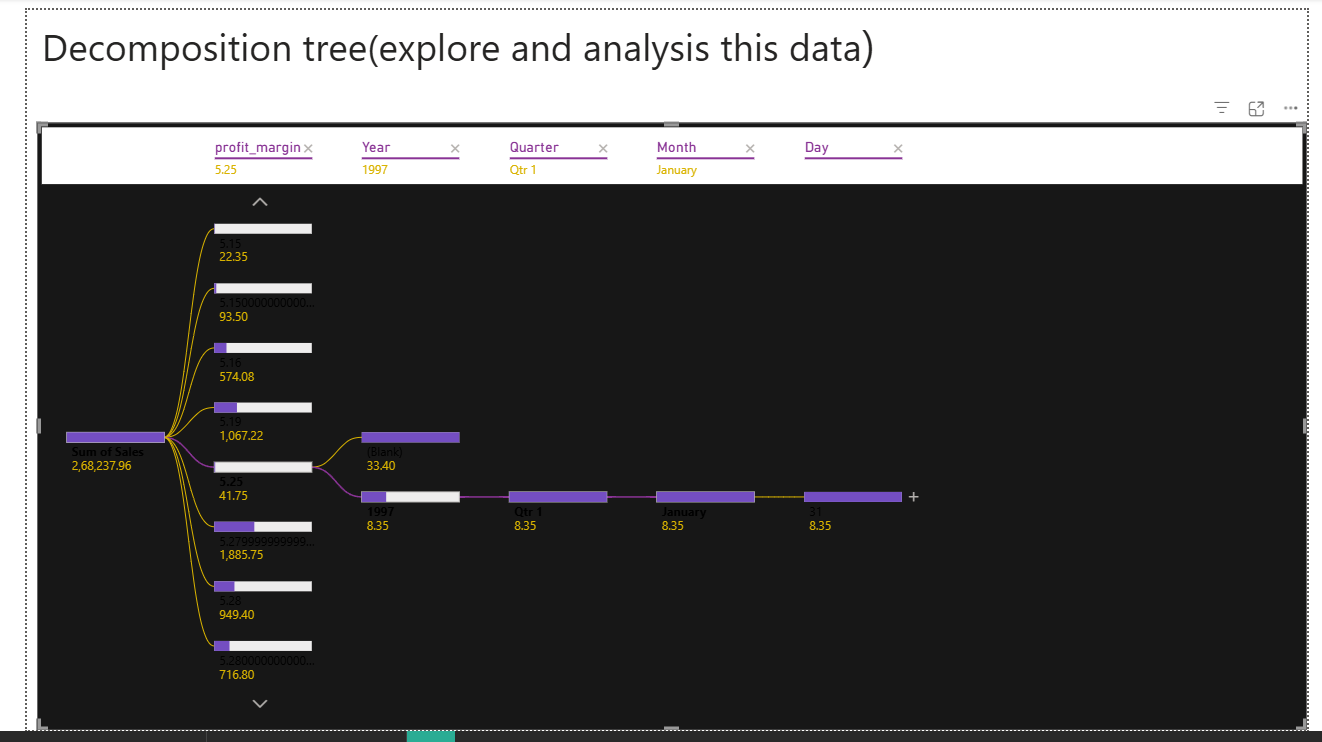 Decomposition tree(explore and analysis this data)
profit_margin
Year
Quarter
Month
Day
5.25
1997
Qtr 1
January
5.15
22.35
5.150000000000...
93.50
5.16
574.08
5.19
1,067.22
Sum of Sales
2,68,237.96
(Blank)
33.40
5.25
41.75
1997
8.35
Qtr 1
8.35
January
8.35
31
8.35
5.279999999999...
1,885.75
5.28
949.40
5.280000000000...
716.80